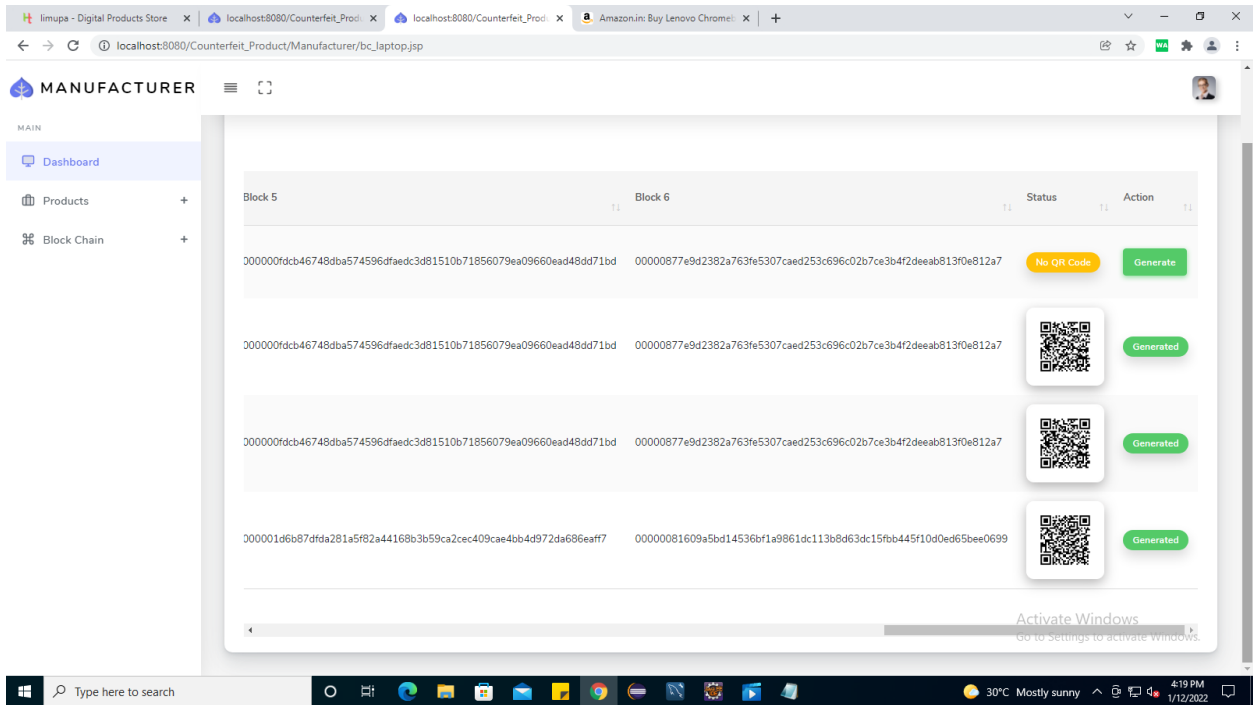 limupa - Digital Products Store
localhost:8080/Counterfeit_Produ
localhost:8080/Counterfeit_Produ
Amazon.in: Buy Lenovo Chromeb
localhost:8080/Counterfeit_Product/Manufacturer/bc_laptop.jsp
WA
MANUFACTURER
MAIN
Dashboard
Products +
Block Chain +
Block 5 Block 6 Status Action
000000fdcb46748dba574596dfaedc3d81510b71856079ea09660ead48dd71bd 00000877e9d2382a763fe5307caed253c696c02b7ce3b4f2deeab813f0e812a7 No QR Code Generate
000000fdcb46748dba574596dfaedc3d81510b71856079ea09660ead48dd71bd 00000877e9d2382a763fe5307caed253c696c02b7ce3b4f2deeab813f0e812a7 Generated
000000fdcb46748dba574596dfaedc3d81510b71856079ea09660ead48dd71bd 00000877e9d2382a763fe5307caed253c696c02b7ce3b4f2deeab813f0e812a7 Generated
000001d6b87dfda281a5f82a44168b3b59ca2cec409cae4bb4d972da686eaff7 00000081609a5bd14536bf1a9861dc113b8d63dc15fbb445f10d0ed65bee0699 Generated
Activate Windows
Go to Settings to activate Windows.
Type here to search
30°C Mostly sunny
4:19 PM
1/12/2022